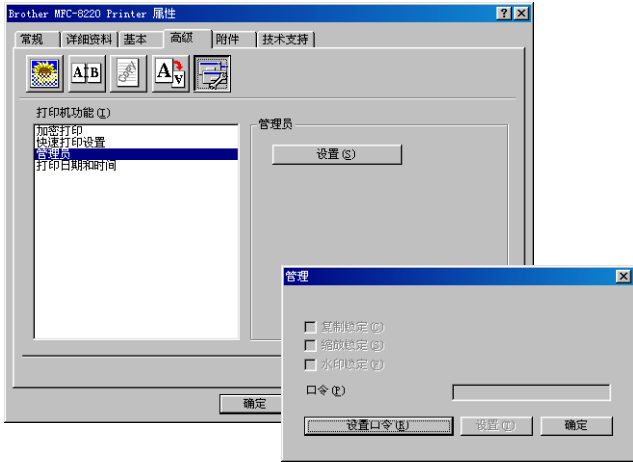 Brother MFC-8220 Printer 属性
常规 详细资料 基本 高级 附件 技术支持
A B A A
打印机功能(I)
加密打印
快速打印设置
管理员
打印日期和时间
管理员
设置(S)
确定
管理
复制锁定(C)
缩放锁定(S)
水印锁定(W)
口令(P)
设置口令(R) 设置(T) 确定